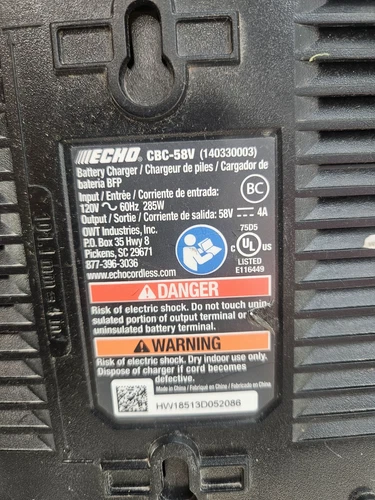 ECHO. CBC-58V (140330003)
Battery Charger / Chargeur de piles / Cargador de
batería BFP
Input / Entrée / Corriente de entrada:
120V ~ 60Hz 285W
Output / Sortie / Corriente de salida: 58V ⎓ 4A
OWT Industries, Inc.
P.O. Box 35 Hwy 8
Pickens, SC 29671
877-396-3036
www.echocordless.com
BC
75D5
C UL US
LISTED
E116449
DANGER
Risk of electric shock. Do not touch unin-
sulated portion of output terminal or
uninsulated battery terminal.
WARNING
Risk of electric shock. Dry indoor use only.
Dispose of charger if cord becomes
defective.
Made in China / Fabriqué en Chine / Fabricado en China
HW18513D052086